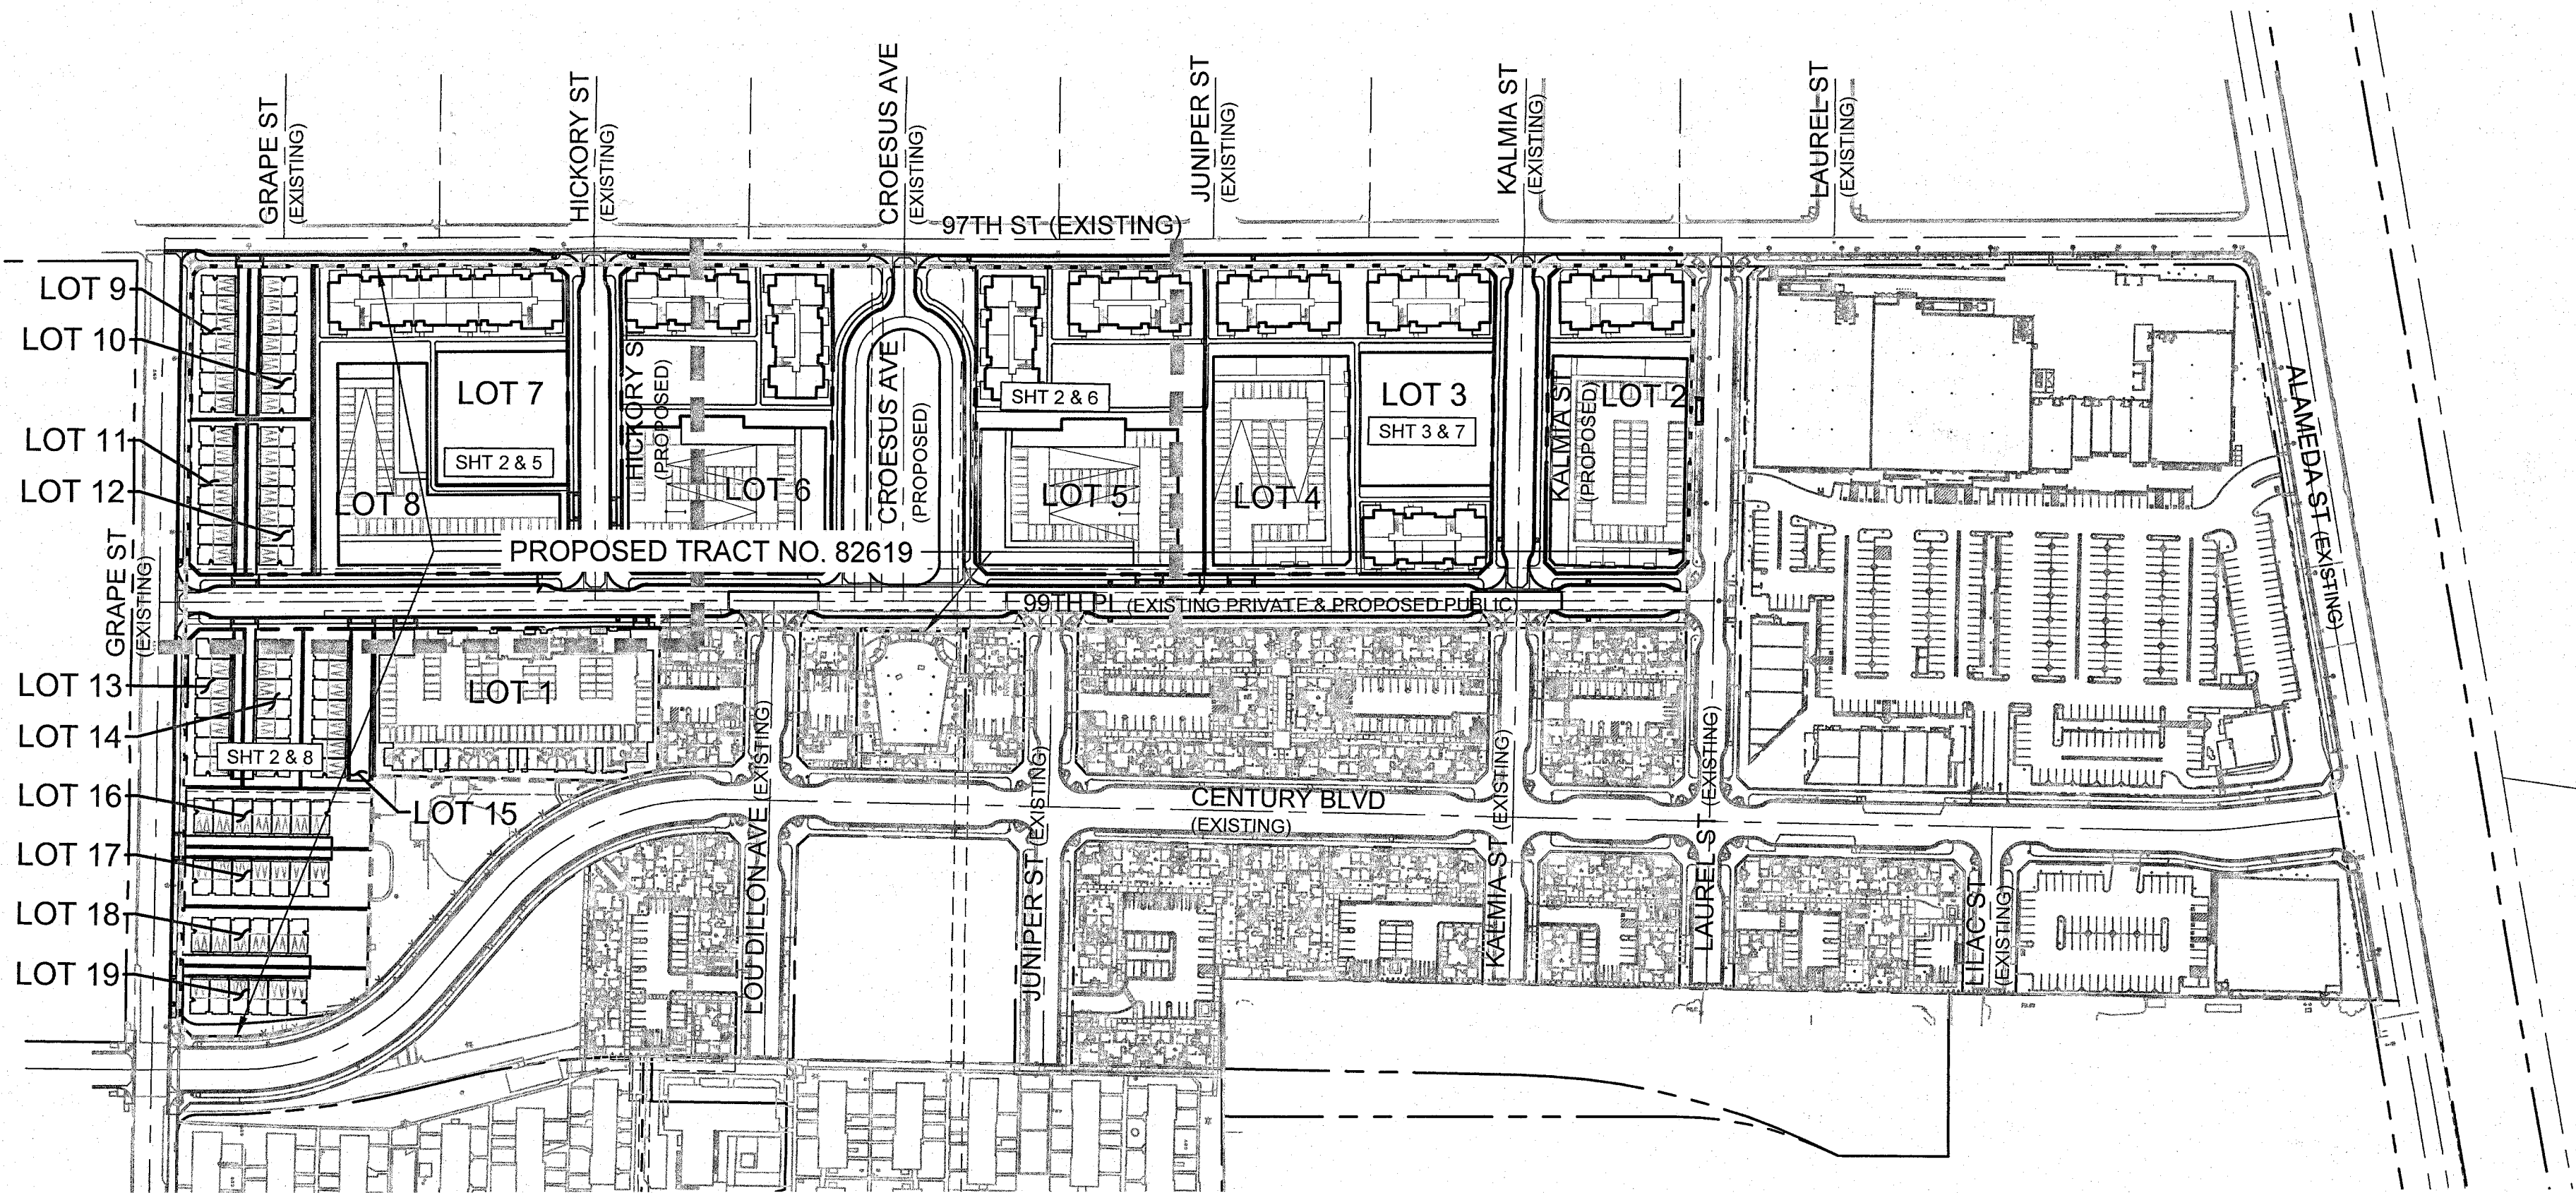 GRAPE ST
(EXISTING)
HICKORY ST
(EXISTING)
CROESUS AVE
(EXISTING)
JUNIPER ST
(EXISTING)
KALMIA ST
(EXISTING)
LAUREL ST
(EXISTING)
97TH ST (EXISTING)
LOT 9
LOT 10
LOT 11
LOT 12
LOT 7
SHT 2 & 5
LOT 8
HICKORY S
(PROPOSED)
LOT 6
CROESUS AVE
(PROPOSED)
SHT 2 & 6
LOT 5
LOT 4
LOT 3
SHT 3 & 7
KALMIA ST
(PROPOSED)
LOT 2
ALAMEDA ST (EXISTING)
PROPOSED TRACT NO. 82619
99TH PL (EXISTING PRIVATE & PROPOSED PUBLIC)
GRAPE ST
(EXISTING)
LOT 13
LOT 14
SHT 2 & 8
LOT 1
LOT 15
LOT 16
LOT 17
LOT 18
LOT 19
CENTURY BLVD
(EXISTING)
LOU DILLON AVE (EXISTING)
JUNIPER ST (EXISTING)
KALMIA ST (EXISTING)
LAUREL ST (EXISTING)
LILAC ST
(EXISTING)